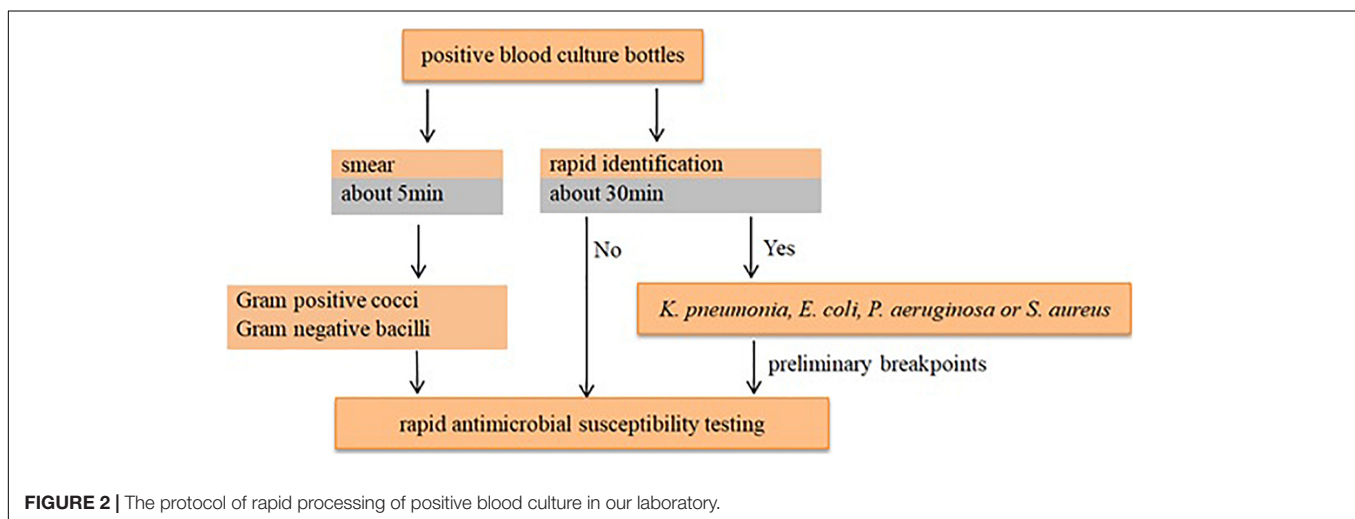 positive blood culture bottles
smear
about 5min
rapid identification
about 30min
No
Yes
Gram positive cocci
Gram negative bacilli
K. pneumonia, E. coli, P. aeruginosa or S. aureus
preliminary breakpoints
rapid antimicrobial susceptibility testing
FIGURE 2 | The protocol of rapid processing of positive blood culture in our laboratory.